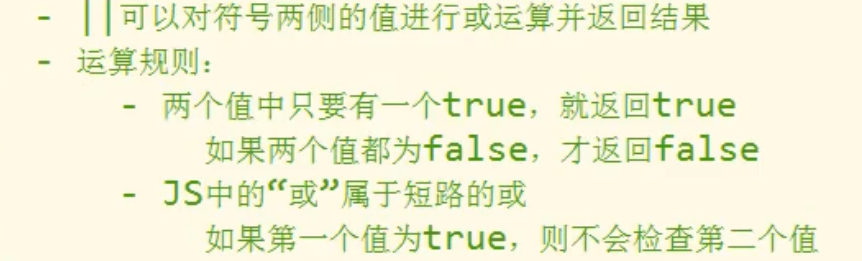 - ||可以对符号两侧的值进行或运算并返回结果
- 运算规则：
- 两个值中只要有一个true，就返回true
如果两个值都为false，才返回false
- JS中的“或”属于短路的或
如果第一个值为true，则不会检查第二个值